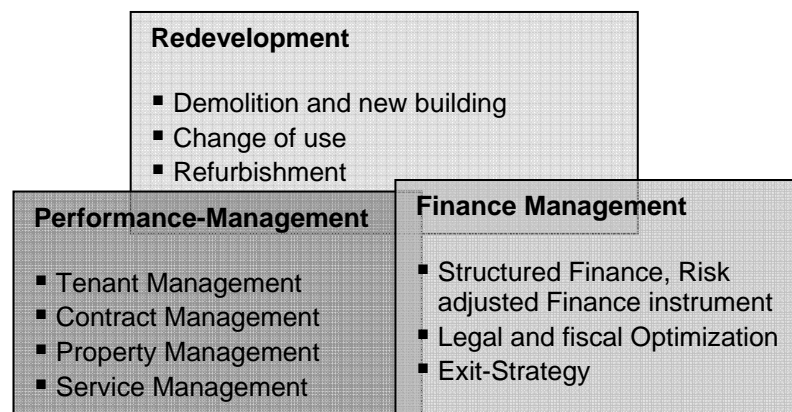 Redevelopment
▪ Demolition and new building
▪ Change of use
▪ Refurbishment
Performance-Management
▪ Tenant Management
▪ Contract Management
▪ Property Management
▪ Service Management
Finance Management
▪ Structured Finance, Risk
adjusted Finance instrument
▪ Legal and fiscal Optimization
▪ Exit-Strategy